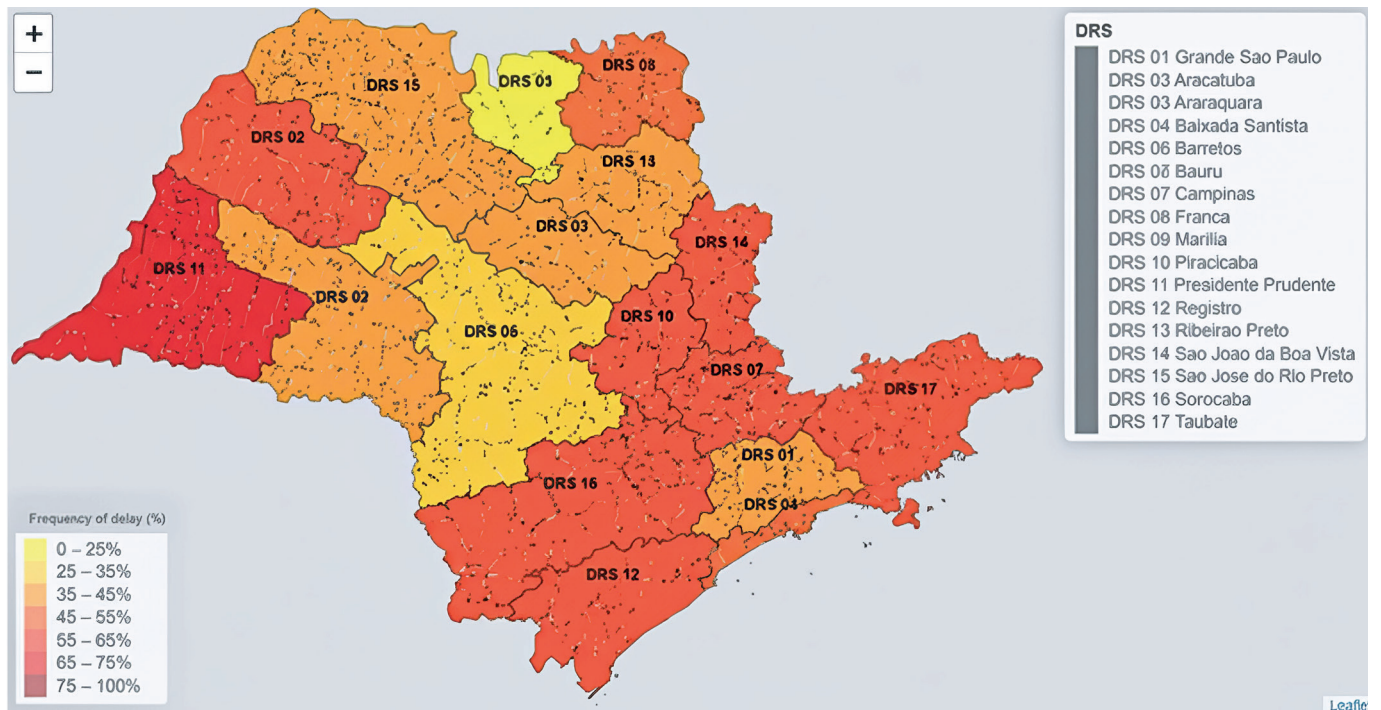 +
−
DRS 15
DRS 03
DRS 08
DRS 02
DRS 13
DRS 03
DRS 14
DRS 11
DRS 02
DRS 06
DRS 10
DRS 07
DRS 17
DRS 01
DRS 16
DRS 04
DRS 12
DRS
DRS 01 Grande Sao Paulo
DRS 03 Aracatuba
DRS 03 Araraquara
DRS 04 Baixada Santista
DRS 06 Barretos
Bauru
DRS 07 Campinas
DRS 08 Franca
DRS 09 Marilia
DRS 10 Piracicaba
DRS 11 Presidente Prudente
DRS 12 Registro
DRS 13 Ribeirao Preto
DRS 14 Sao Joao da Boa Vista
DRS 15 Sao Jose do RIo Preto
DRS 16 Sorocaba
DRS 17 Taubate
Frequency of delay (%)
0 – 25%
25 – 35%
35 – 45%
45 – 55%
55 – 65%
65 – 75%
75 – 100%
Leafle